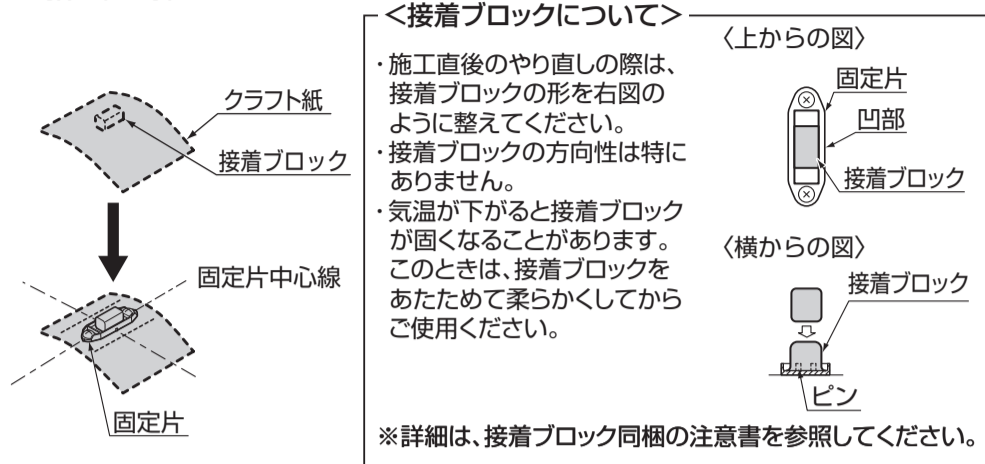 クラフト紙
接着ブロック
固定片中心線
固定片
<接着ブロックについて>
・施工直後のやり直しの際は、
接着ブロックの形を右図の
ように整えてください。
・接着ブロックの方向性は特に
ありません。
・気温が下がると接着ブロック
が固くなることがあります。
このときは、接着ブロックを
あたためて柔らかくしてから
ご使用ください。
〈上からの図〉
固定片
凹部
接着ブロック
〈横からの図〉
接着ブロック
ピン
※詳細は、接着ブロック同梱の注意書を参照してください。